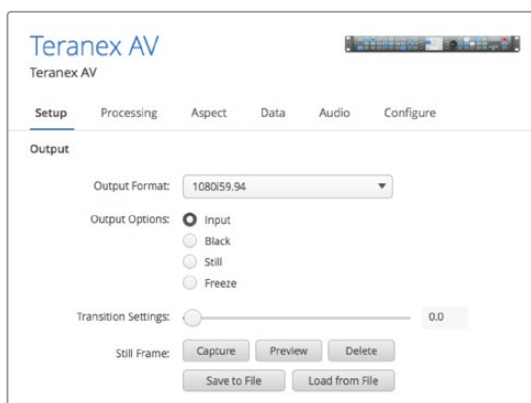 Teranex AV
Teranex AV
Setup Processing Aspect Data Audio Configure
Output
Output Format: 1080i59.94
Output Options: Input
Black
Still
Freeze
Transition Settings: 0.0
Still Frame: Capture Preview Delete
Save to File Load from File